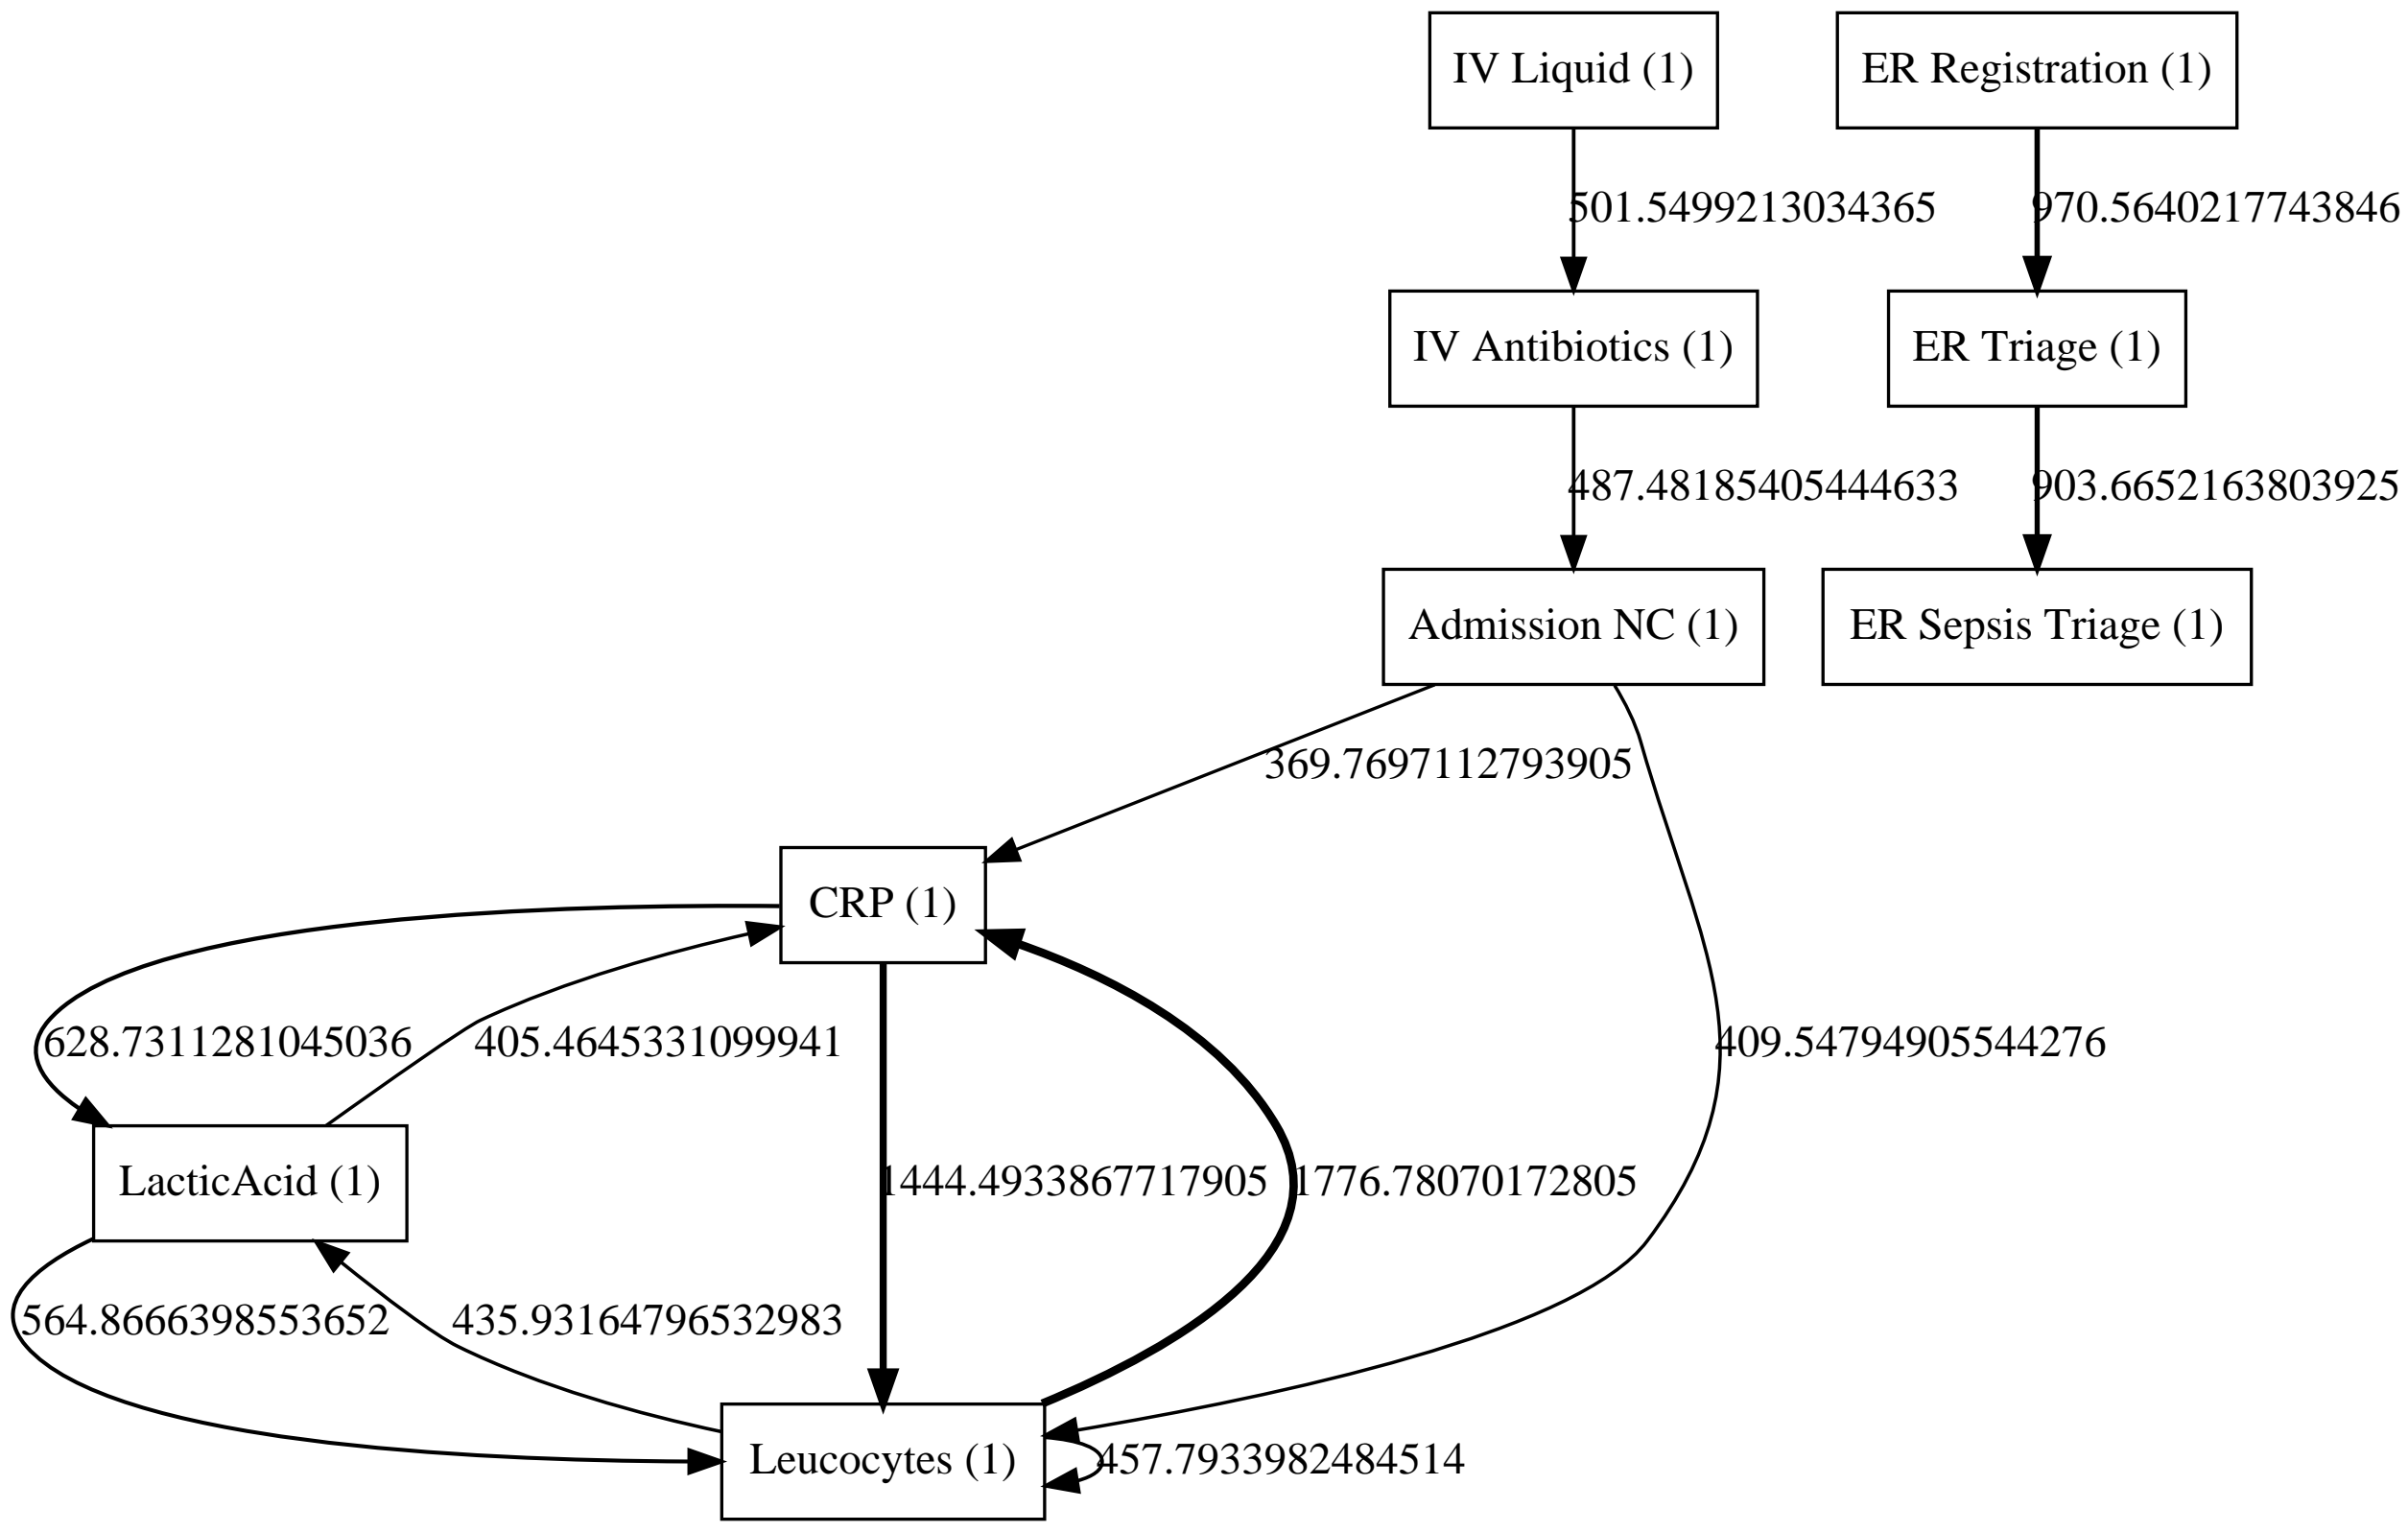 IV Liquid (1)
ER Registration (1)
501.5499213034365
970.5640217743846
IV Antibiotics (1)
ER Triage (1)
487.48185405444633
903.6652163803925
Admission NC (1)
ER Sepsis Triage (1)
369.7697112793905
CRP (1)
628.7311281045036
405.4645331099941
409.54794905544276
LacticAcid (1)
1444.4933867717905
1776.78070172805
564.8666398553652
435.93164796532983
Leucocytes (1)
457.7933982484514